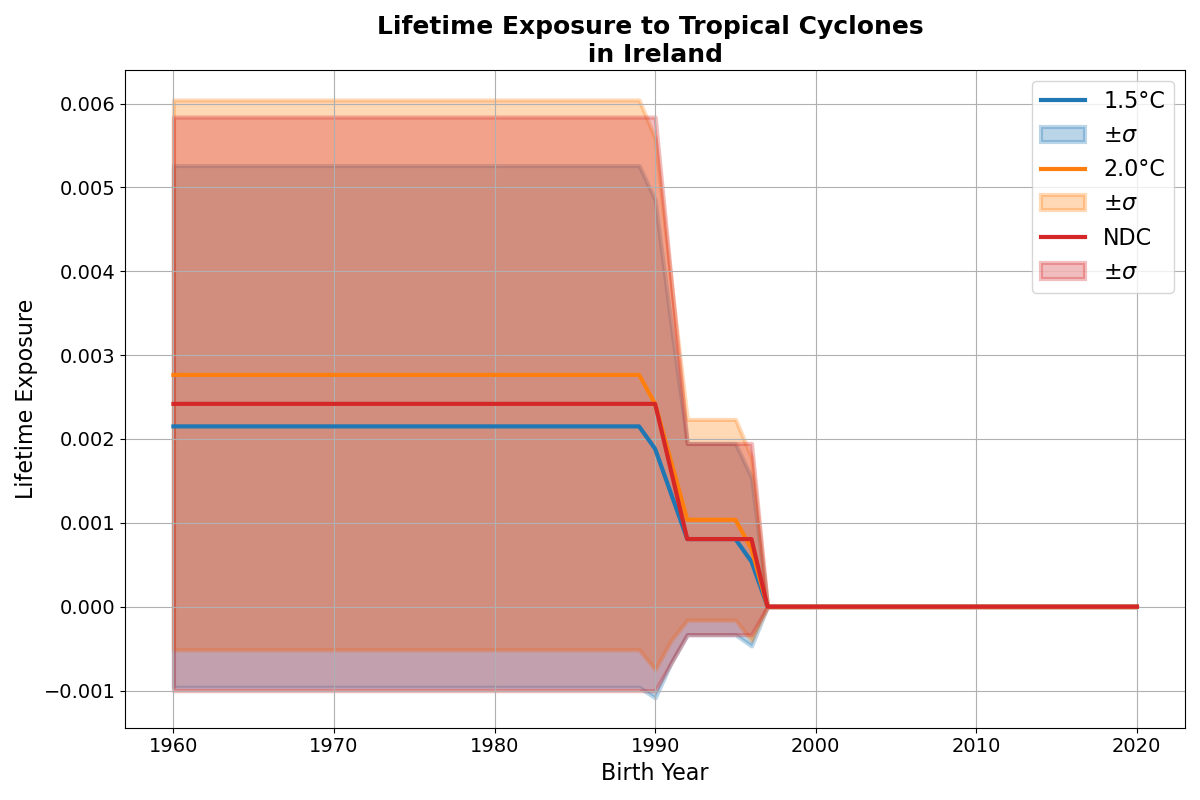 Lifetime Exposure to Tropical Cyclones
in Ireland
0.006
0.005
0.004
0.003
0.002
0.001
0.000
−0.001
Lifetime Exposure
1960
1970
1980
1990
2000
2010
2020
Birth Year
1.5°C
±σ
2.0°C
±σ
NDC
±σ